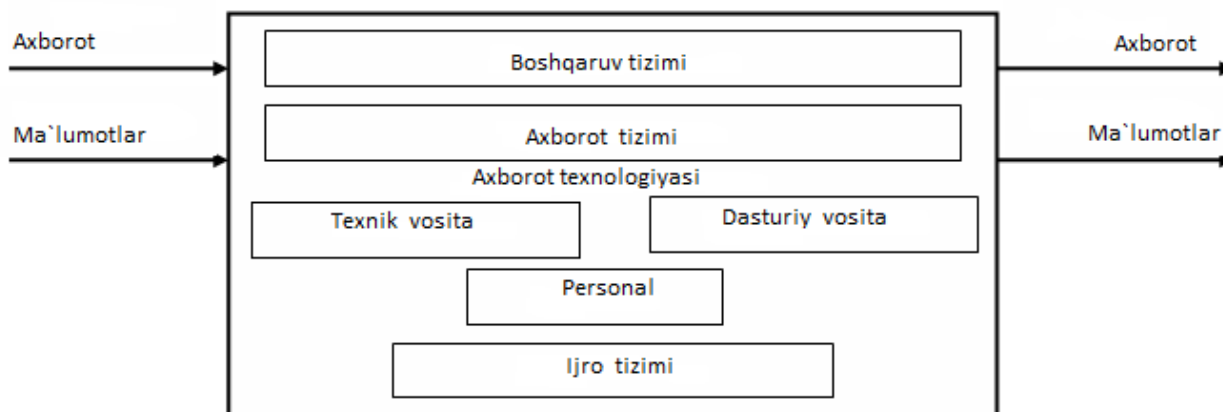 Axborot
Boshqaruv tizimi
Axborot
Ma`lumotlar
Axborot tizimi
Ma`lumotlar
Axborot texnologiyasi
Texnik vosita
Dasturiy vosita
Personal
Ijro tizimi